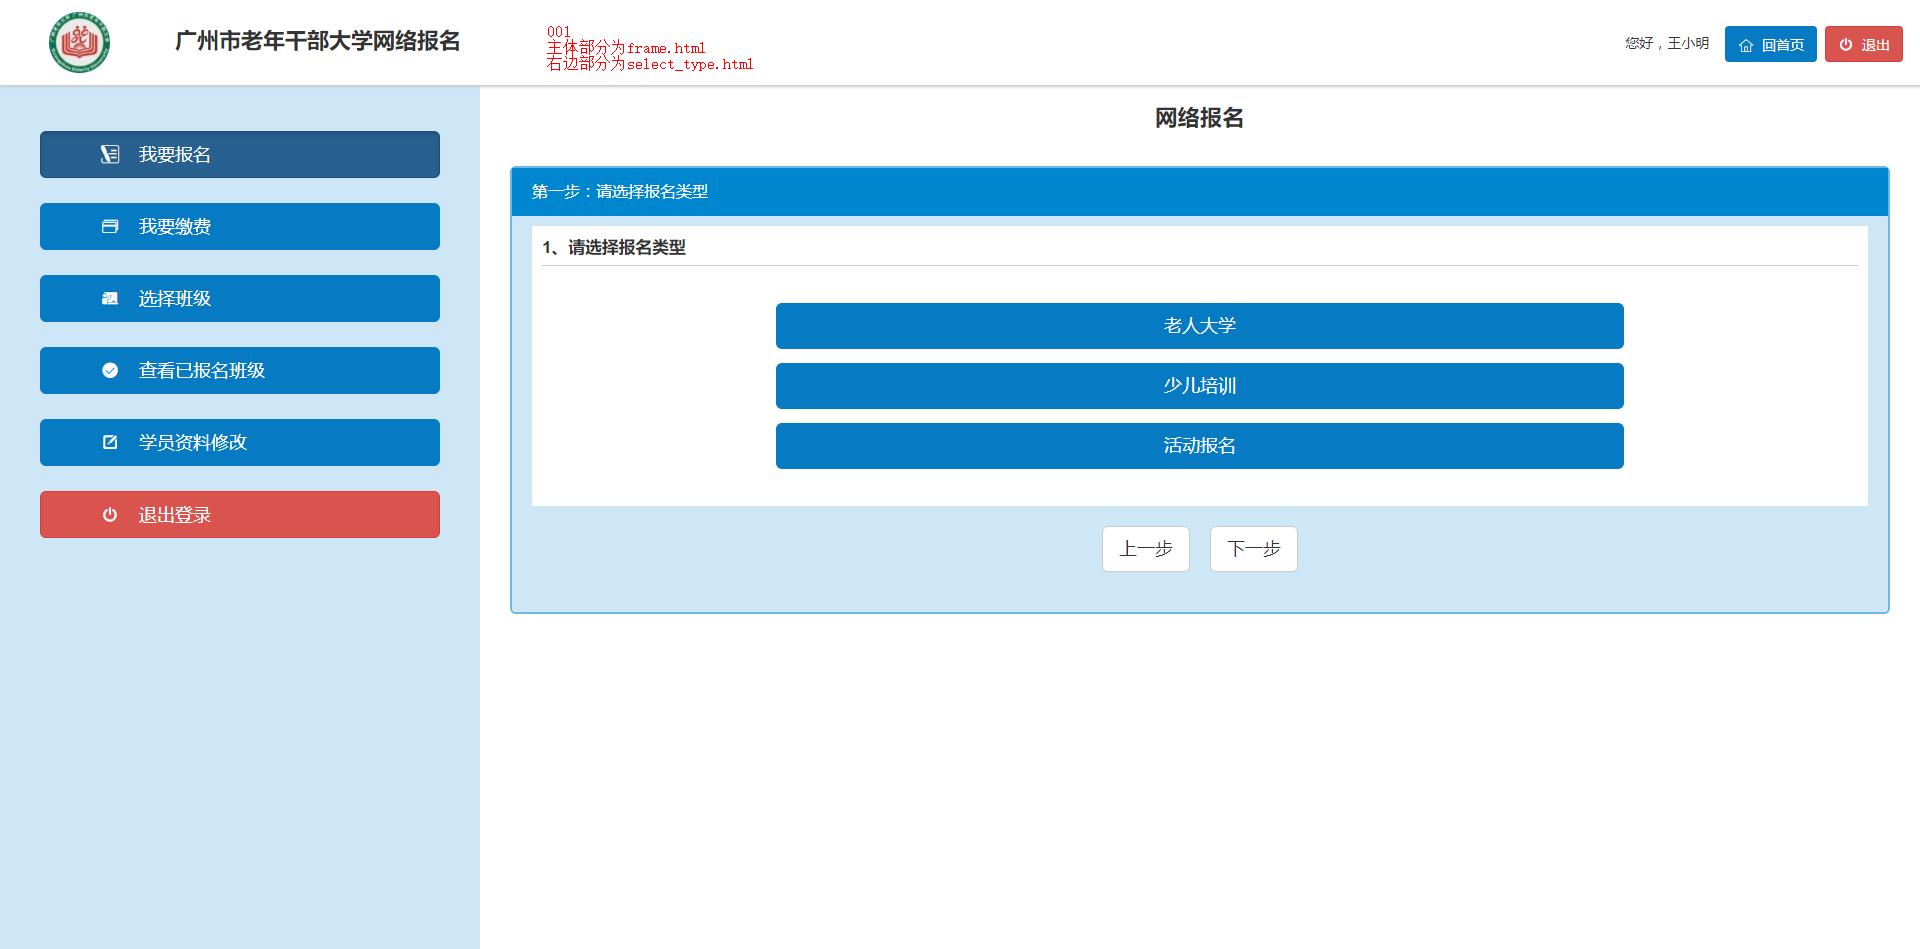 广州市老年干部大学网络报名
001
主体部分为frame.html
右边部分为select_type.html
您好，王小明
回首页
退出
我要报名
我要缴费
选择班级
查看已报名班级
学员资料修改
退出登录
网络报名
第一步：请选择报名类型
1、请选择报名类型
老人大学
少儿培训
活动报名
上一步
下一步